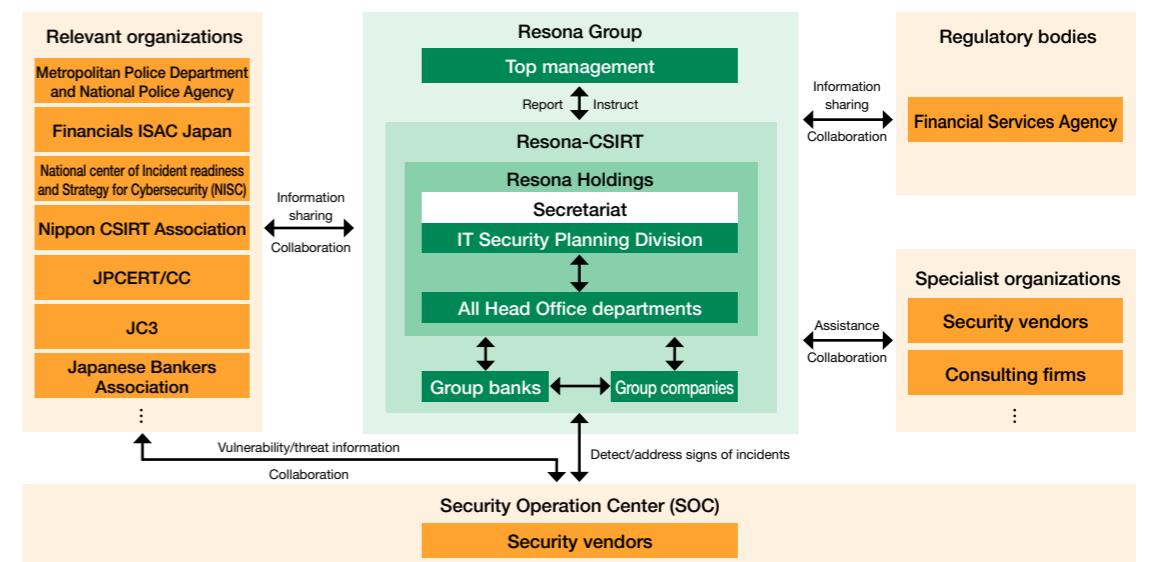 Relevant organizations
Metropolitan Police Department
and National Police Agency
Financials ISAC Japan
National center of Incident readiness
and Strategy for Cybersecurity (NISC)
Nippon CSIRT Association
JPCERT/CC
JC3
Japanese Bankers
Association
⋮
Information
sharing
Collaboration
Resona Group
Top management
Report
Instruct
Resona-CSIRT
Resona Holdings
Secretariat
IT Security Planning Division
All Head Office departments
Group banks
Group companies
Information
sharing
Collaboration
Regulatory bodies
Financial Services Agency
Assistance
Collaboration
Specialist organizations
Security vendors
Consulting firms
⋮
Vulnerability/threat information
Collaboration
Detect/address signs of incidents
Security Operation Center (SOC)
Security vendors